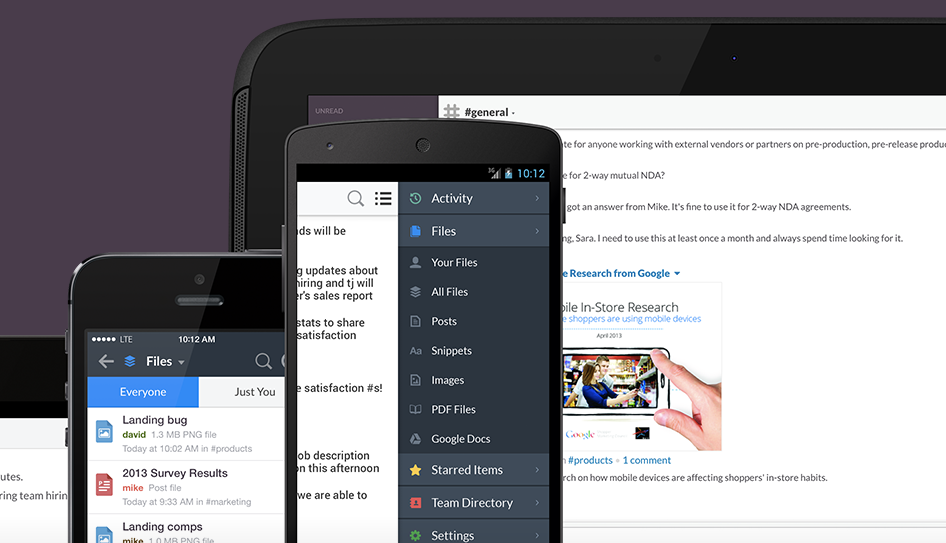 UNREAD
#general
ate for anyone working with external vendors or partners on pre-production, pre-release
e for 2-way mutual NDA?
got an answer from Mike. It's fine to use it for 2-way NDA agreements.
ng, Sara. I need to use this at least once a month and always spend time looking for it.
e Research from Google
bile In-Store Research
e shoppers are using mobile devices
April 2013
Google
#products • 1 comment
rch on how mobile devices are affecting shoppers' in-store habits.
3G 10:12
Activity
Files
Your Files
All Files
Posts
Aa Snippets
Images
PDF Files
Google Docs
Starred Items
Team Directory
Settings
nds will be
g updates about
hiring and tj will
er's sales report
stats to share
satisfaction
e satisfaction #s!
ob description
on this afternoon
we are able to
LTE 10:12 AM
Files
Everyone Just You
Landing bug
david 1.3 MB PNG file
Today at 10:02 AM in #products
2013 Survey Results
mike Post file
Today at 9:33 AM in #marketing
Landing comps
mike 1.0 MB PNG file
utes.
ring team hirin